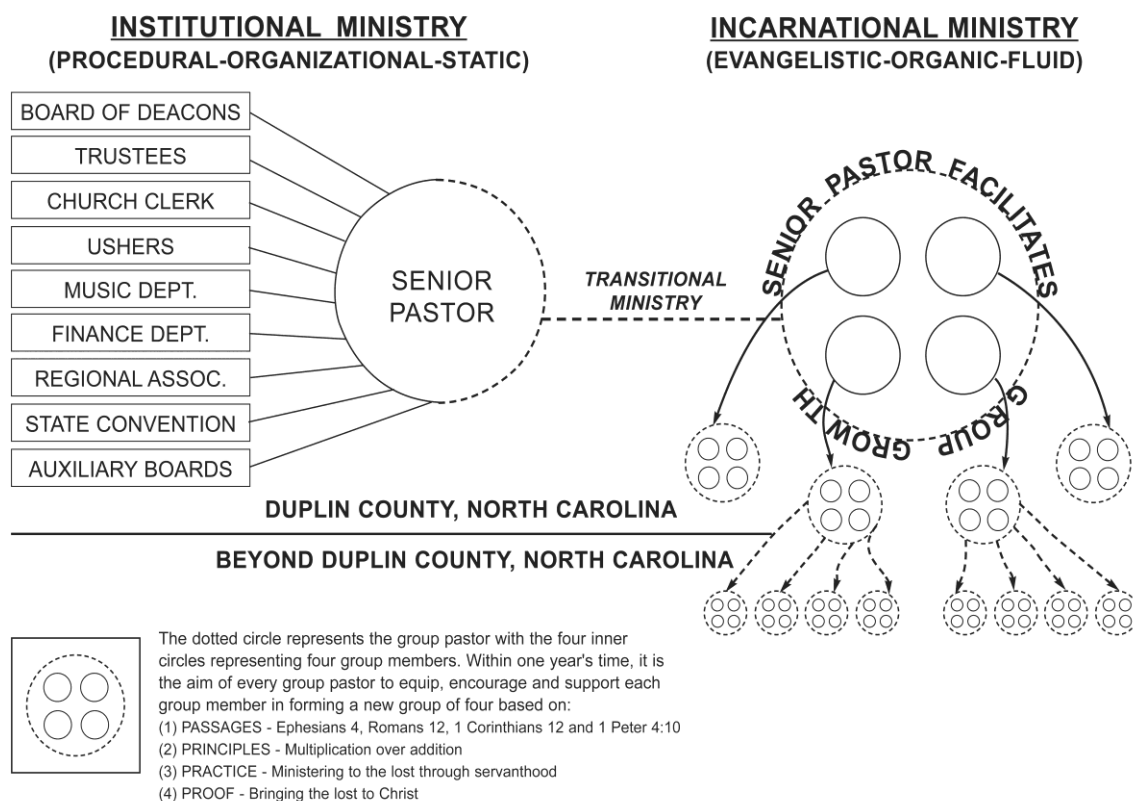 INSTITUTIONAL MINISTRY
(PROCEDURAL-ORGANIZATIONAL-STATIC)
BOARD OF DEACONS
TRUSTEES
CHURCH CLERK
USHERS
MUSIC DEPT.
FINANCE DEPT.
REGIONAL ASSOC.
STATE CONVENTION
AUXILIARY BOARDS
SENIOR
PASTOR
TRANSITIONAL
MINISTRY
INCARNATIONAL MINISTRY
(EVANGELISTIC-ORGANIC-FLUID)
SENIOR PASTOR FACILITATES
GROUP GROWTH
DUPLIN COUNTY, NORTH CAROLINA
BEYOND DUPLIN COUNTY, NORTH CAROLINA
The dotted circle represents the group pastor with the four inner
circles representing four group members. Within one year's time, it is
the aim of every group pastor to equip, encourage and support each
group member in forming a new group of four based on:
(1) PASSAGES - Ephesians 4, Romans 12, 1 Corinthians 12 and 1 Peter 4:10
(2) PRINCIPLES - Multiplication over addition
(3) PRACTICE - Ministering to the lost through servanthood
(4) PROOF - Bringing the lost to Christ